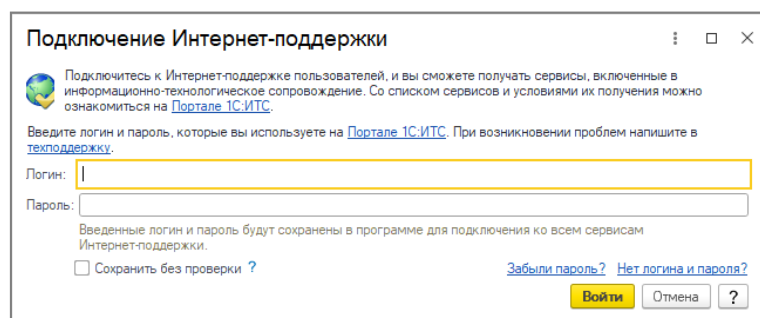 Подключение Интернет-поддержки
Подключитесь к Интернет-поддержке пользователей, и вы сможете получать сервисы, включенные в
информационно-технологическое сопровождение. Со списком сервисов и условиями их получения можно
ознакомиться на Портале 1С:ИТС.
Введите логин и пароль, которые вы используете на Портале 1С:ИТС. При возникновении проблем напишите в
техподдержку.
Логин:
Пароль:
Введенные логин и пароль будут сохранены в программе для подключения ко всем сервисам
Интернет-поддержки.
Сохранить без проверки ? Забыли пароль? Нет логина и пароля?
Войти Отмена ?